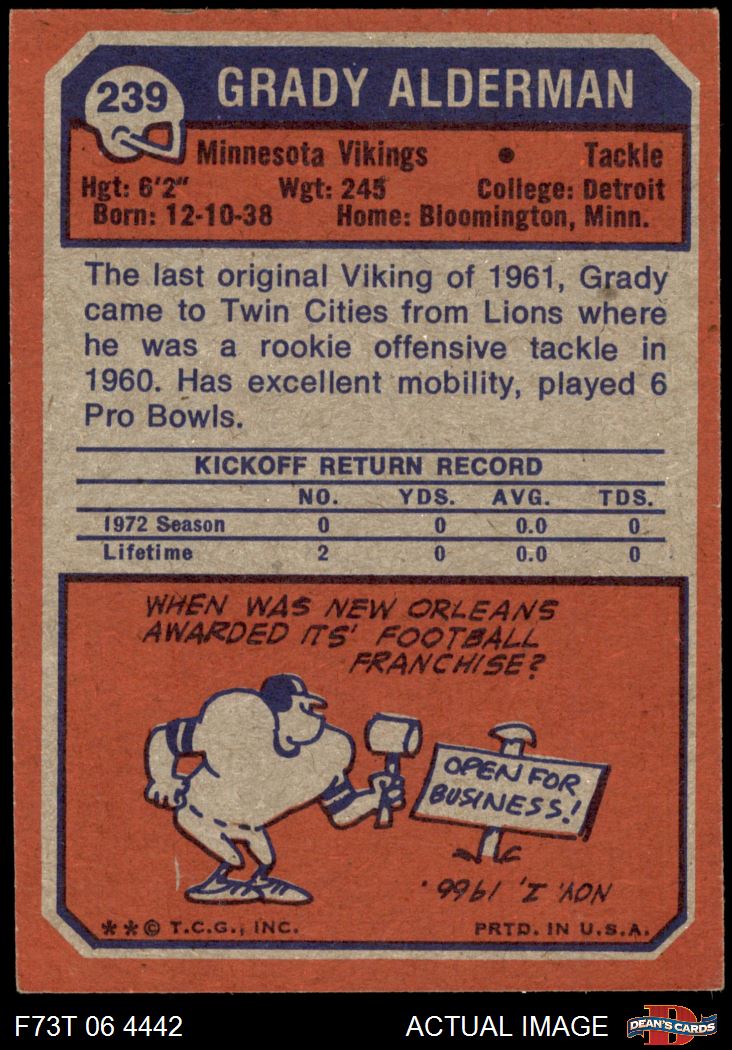 239
GRADY ALDERMAN
Minnesota Vikings • Tackle
Hgt: 6'2" Wgt: 245 College: Detroit
Born: 12-10-38 Home: Bloomington, Minn.
The last original Viking of 1961, Grady
came to Twin Cities from Lions where
he was a rookie offensive tackle in
1960. Has excellent mobility, played 6
Pro Bowls.
KICKOFF RETURN RECORD
NO. YDS. AVG. TDS.
1972 Season 0 0 0.0 0
Lifetime 2 0 0.0 0
WHEN WAS NEW ORLEANS
AWARDED ITS' FOOTBALL
FRANCHISE?
OPEN FOR
BUSINESS!
NOV. 1, 1966.
**© T.C.G., INC. PRTD. IN U.S.A.
F73T 06 4442 ACTUAL IMAGE D DEAN'S CARDS